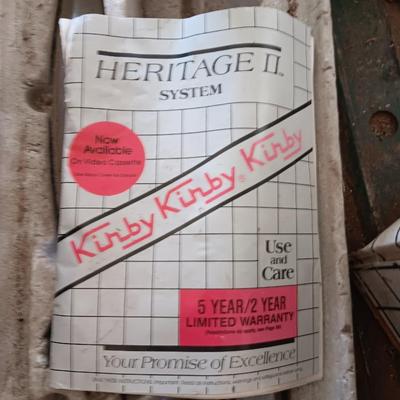 HERITAGE II™
SYSTEM
Now
Available
On Video Cassette
Kirby Kirby® Kirby
Use
and
Care
5 YEAR/2 YEAR
LIMITED WARRANTY
Your Promise of Excellence